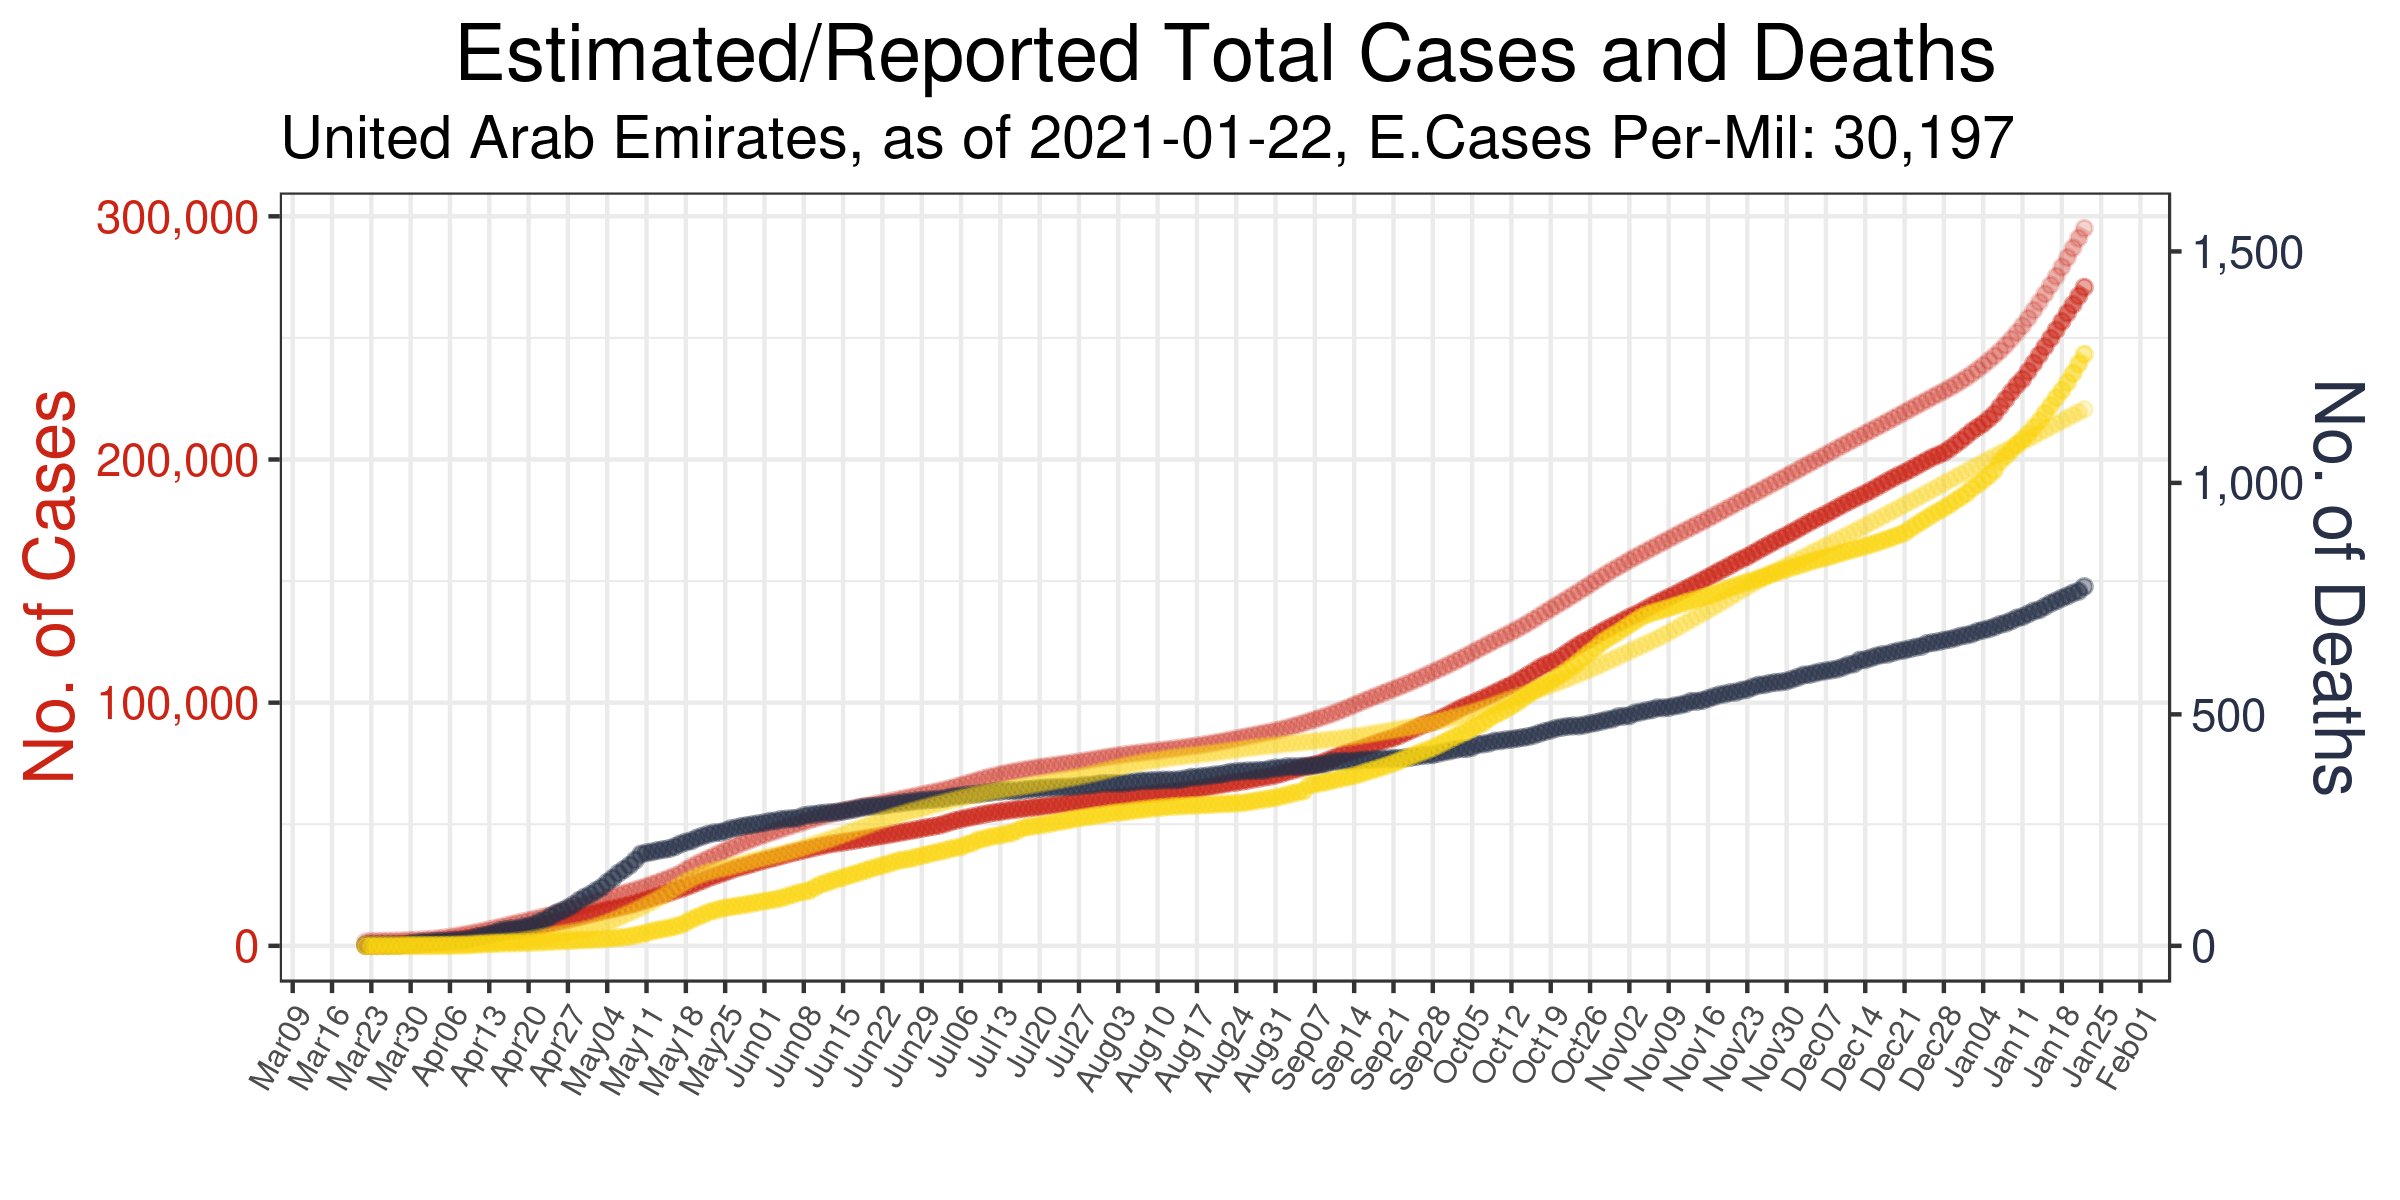 Estimated/Reported Total Cases and Deaths
United Arab Emirates, as of 2021-01-22, E.Cases Per-Mil: 30,197
No. of Cases
300,000
200,000
100,000
0
1,500
1,000
500
0
No. of Deaths
Mar09 Mar16 Mar23 Mar30 Apr06 Apr13 Apr20 Apr27 May04 May11 May18 May25 Jun01 Jun08 Jun15 Jun22 Jun29 Jul06 Jul13 Jul20 Jul27 Aug03 Aug10 Aug17 Aug24 Aug31 Sep07 Sep14 Sep21 Sep28 Oct05 Oct12 Oct19 Oct26 Nov02 Nov09 Nov16 Nov23 Nov30 Dec07 Dec14 Dec21 Dec28 Jan04 Jan11 Jan18 Jan25 Feb01